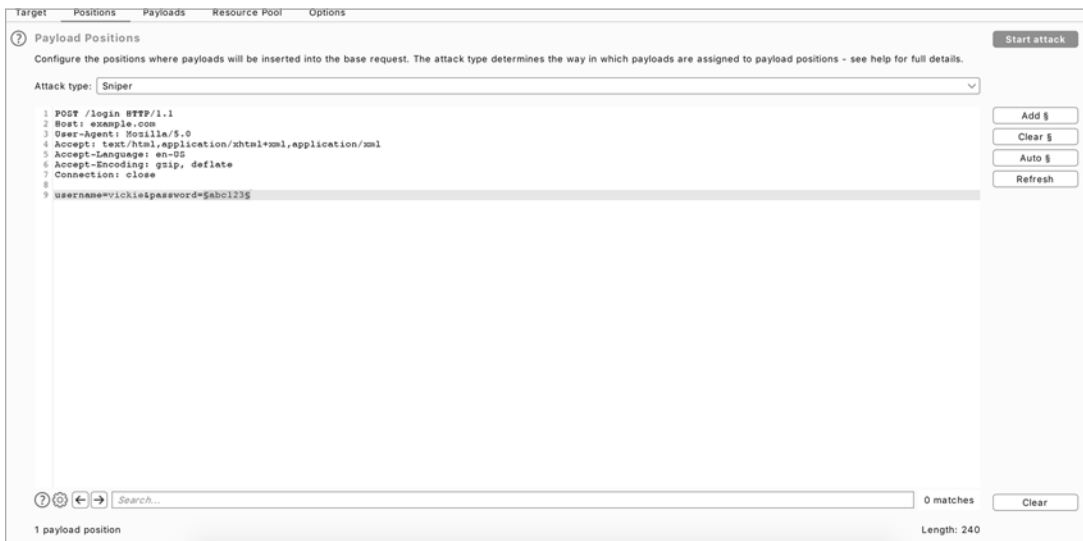 Target Positions Payloads Resource Pool Options
Payload Positions
Start attack
Configure the positions where payloads will be inserted into the base request. The attack type determines the way in which payloads are assigned to payload positions - see help for full details.
Attack type: Sniper
1 POST /login HTTP/1.1
2 Host: example.com
3 User-Agent: Mozilla/5.0
4 Accept: text/html,application/xhtml+xml,application/xml
5 Accept-Language: en-US
6 Accept-Encoding: gzip, deflate
7 Connection: close
8
9 username=vickie&password=§abc123§
Add §
Clear §
Auto §
Refresh
? Search... 0 matches
Clear
1 payload position
Length: 240